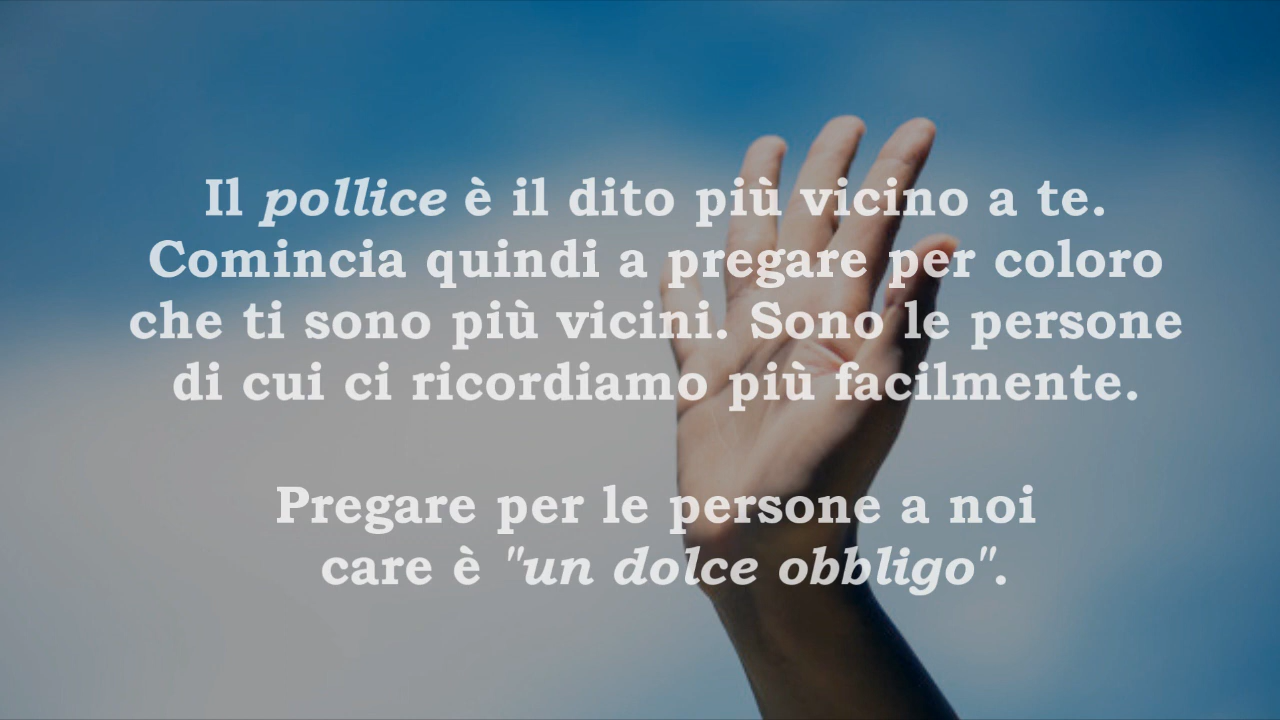 Il pollice è il dito più vicino a te.
Comincia quindi a pregare per coloro
che ti sono più vicini. Sono le persone
di cui ci ricordiamo più facilmente.
Pregare per le persone a noi
care è "un dolce obbligo".